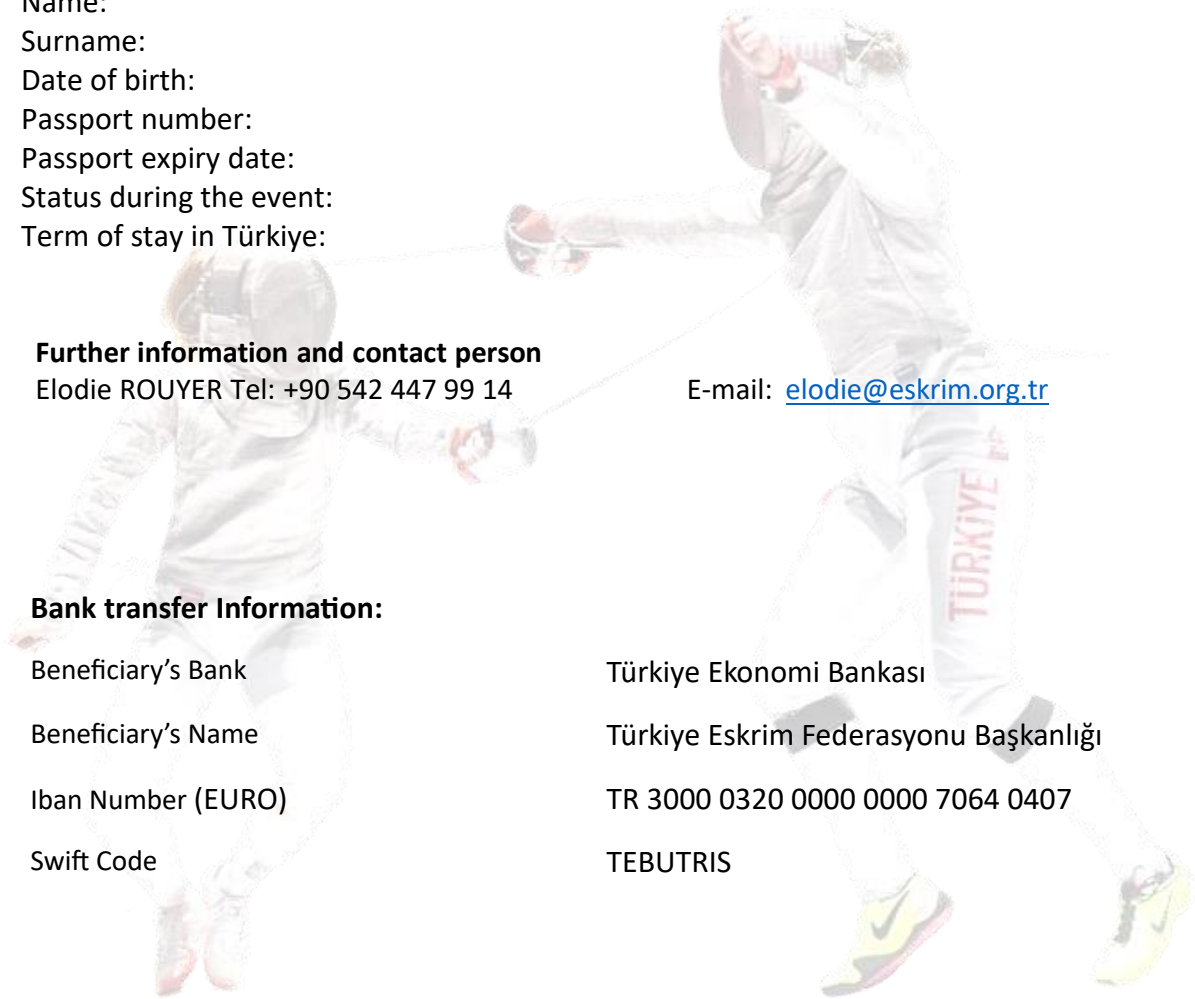 Name:
Surname:
Date of birth:
Passport number:
Passport expiry date:
Status during the event:
Term of stay in Türkiye:
Further information and contact person
Elodie ROUYER Tel: +90 542 447 99 14 E-mail: elodie@eskrim.org.tr
TÜRKİYE
Bank transfer Information:
Beneficiary's Bank Türkiye Ekonomi Bankası
Beneficiary's Name Türkiye Eskrim Federasyonu Başkanlığı
Iban Number (EURO) TR 3000 0320 0000 0000 7064 0407
Swift Code TEBUTRIS